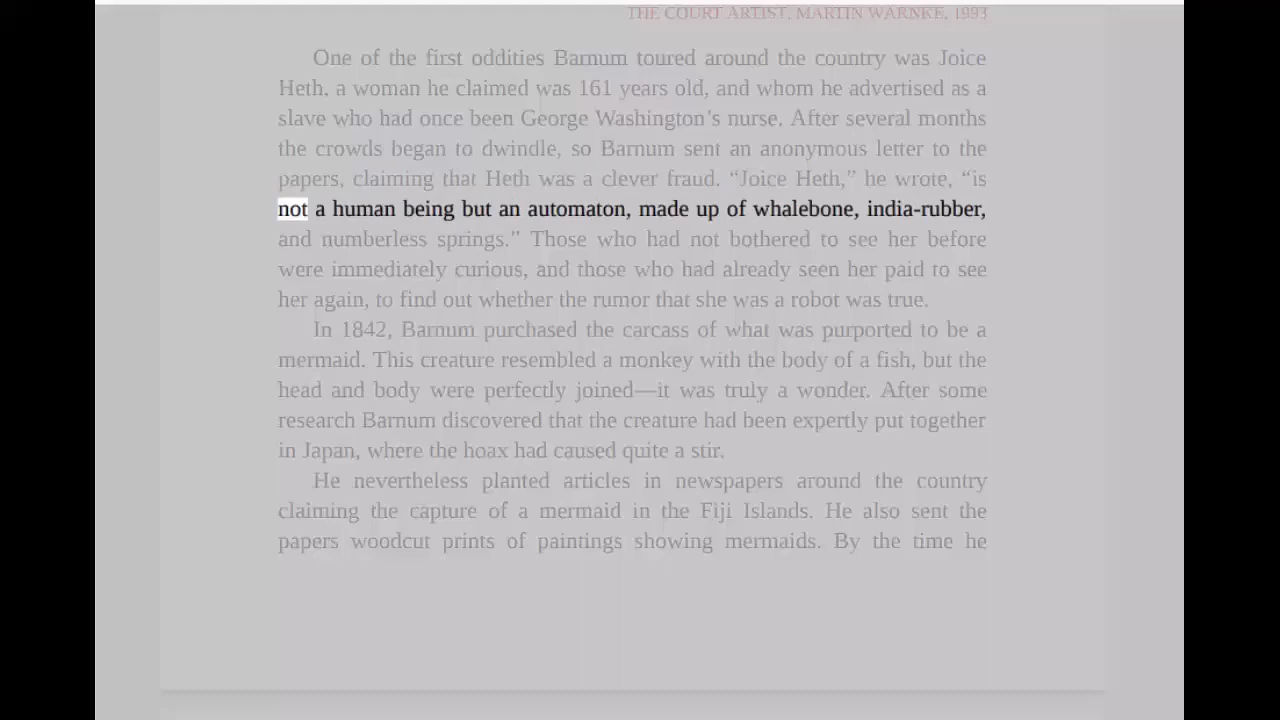 THE COURT ARTIST, MARTIN WARNKE, 1993
One of the first oddities Barnum toured around the country was Joice
Heth, a woman he claimed was 161 years old, and whom he advertised as a
slave who had once been George Washington’s nurse. After several months
the crowds began to dwindle, so Barnum sent an anonymous letter to the
papers, claiming that Heth was a clever fraud. “Joice Heth,” he wrote, “is
not a human being but an automaton, made up of whalebone, india-rubber,
and numberless springs.” Those who had not bothered to see her before
were immediately curious, and those who had already seen her paid to see
her again, to find out whether the rumor that she was a robot was true.
In 1842, Barnum purchased the carcass of what was purported to be a
mermaid. This creature resembled a monkey with the body of a fish, but the
head and body were perfectly joined—it was truly a wonder. After some
research Barnum discovered that the creature had been expertly put together
in Japan, where the hoax had caused quite a stir.
He nevertheless planted articles in newspapers around the country
claiming the capture of a mermaid in the Fiji Islands. He also sent the
papers woodcut prints of paintings showing mermaids. By the time he